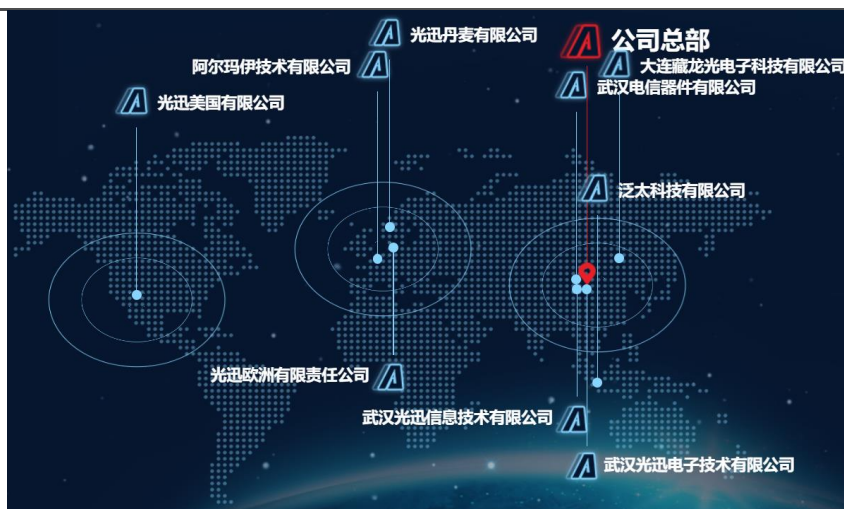 光迅丹麦有限公司
公司总部
阿尔玛伊技术有限公司
大连藏龙光电子科技有限公司
武汉电信器件有限公司
光迅美国有限公司
泛太科技有限公司
光迅欧洲有限责任公司
武汉光迅信息技术有限公司
武汉光迅电子技术有限公司